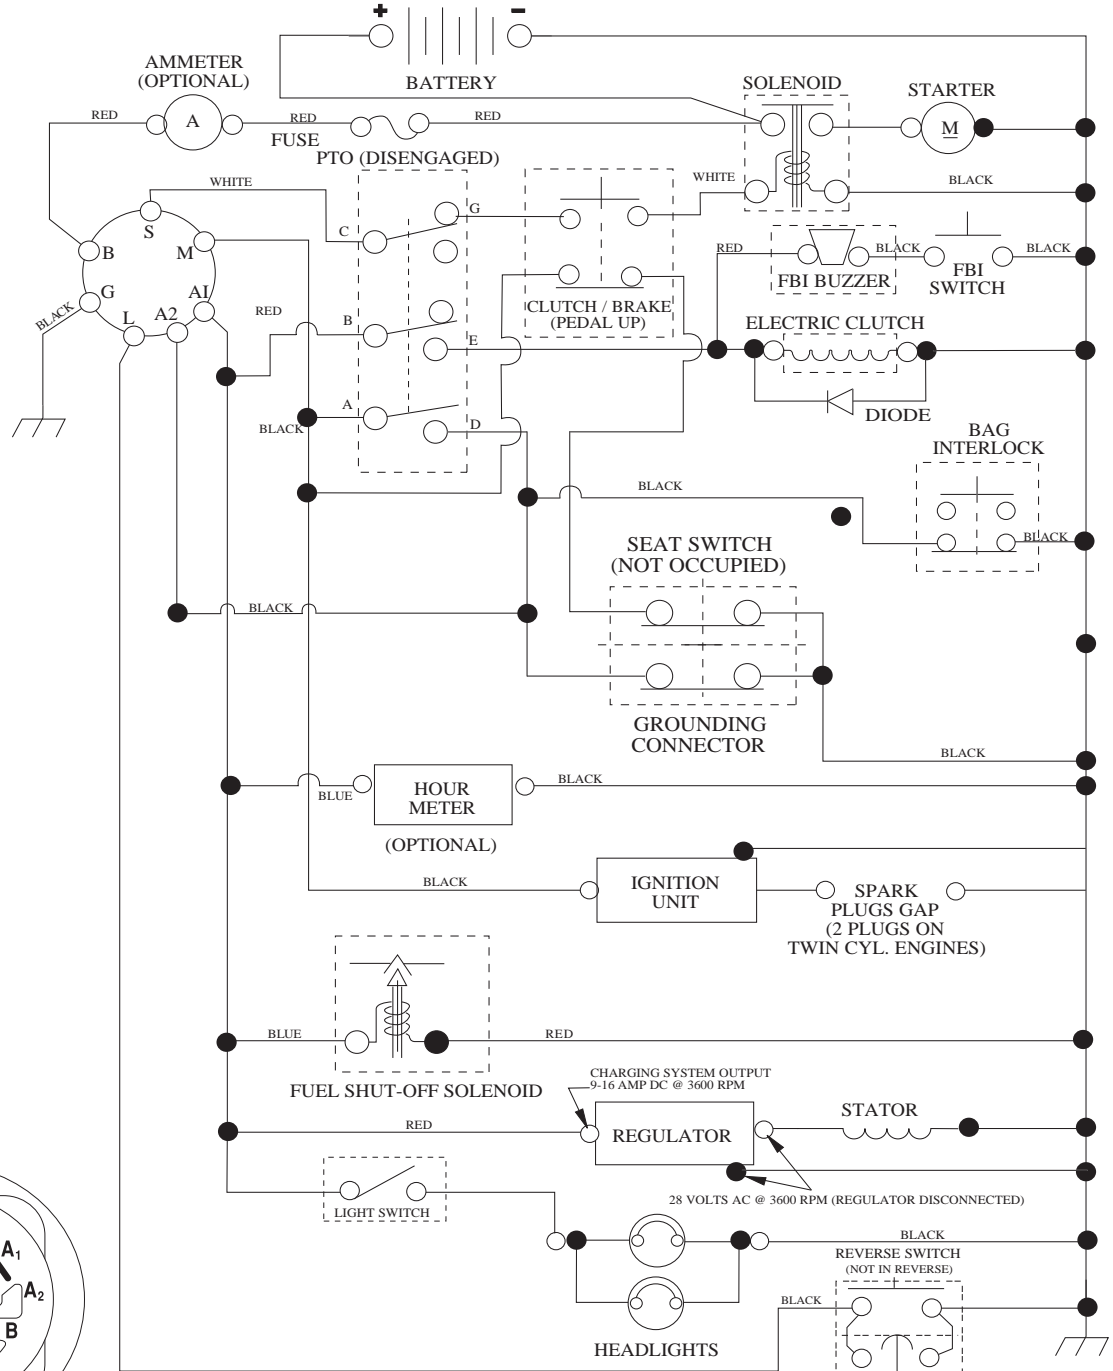 + -
BATTERY
AMMETER
(OPTIONAL)
A
RED
RED
FUSE
RED
PTO (DISENGAGED)
SOLENOID
STARTER
M
WHITE
WHITE
BLACK
S
B
M
G
L
A2
AI
BLACK
RED
C
G
B
E
A
D
BLACK
CLUTCH / BRAKE
(PEDAL UP)
RED
BLACK
BLACK
FBI BUZZER
FBI
SWITCH
ELECTRIC CLUTCH
DIODE
BAG
INTERLOCK
BLACK
BLACK
SEAT SWITCH
(NOT OCCUPIED)
BLACK
GROUNDING
CONNECTOR
BLACK
BLUE
HOUR
METER
BLACK
(OPTIONAL)
BLACK
IGNITION
UNIT
SPARK
PLUGS GAP
(2 PLUGS ON
TWIN CYL. ENGINES)
BLUE
RED
FUEL SHUT-OFF SOLENOID
CHARGING SYSTEM OUTPUT
9-16 AMP DC @ 3600 RPM
RED
REGULATOR
STATOR
28 VOLTS AC @ 3600 RPM (REGULATOR DISCONNECTED)
LIGHT SWITCH
BLACK
REVERSE SWITCH
(NOT IN REVERSE)
BLACK
HEADLIGHTS
A1
A2
B